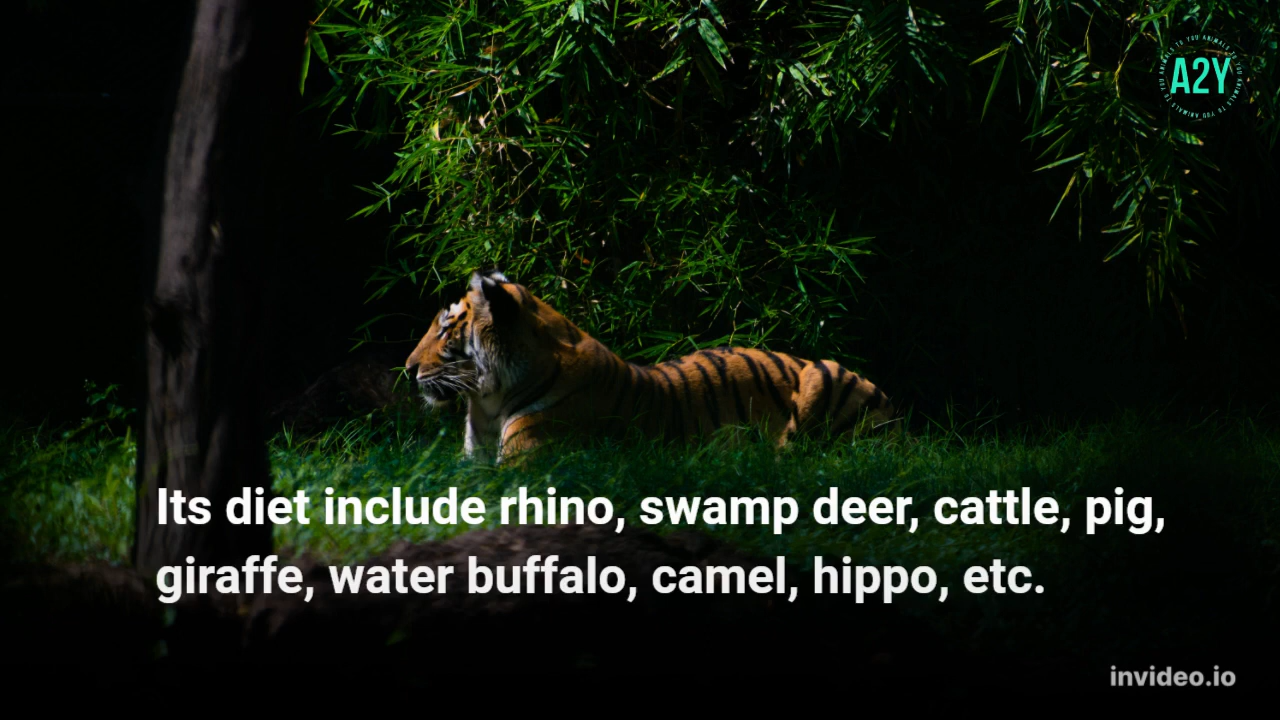 A2Y
Its diet include rhino, swamp deer, cattle, pig,
giraffe, water buffalo, camel, hippo, etc.
invideo.io